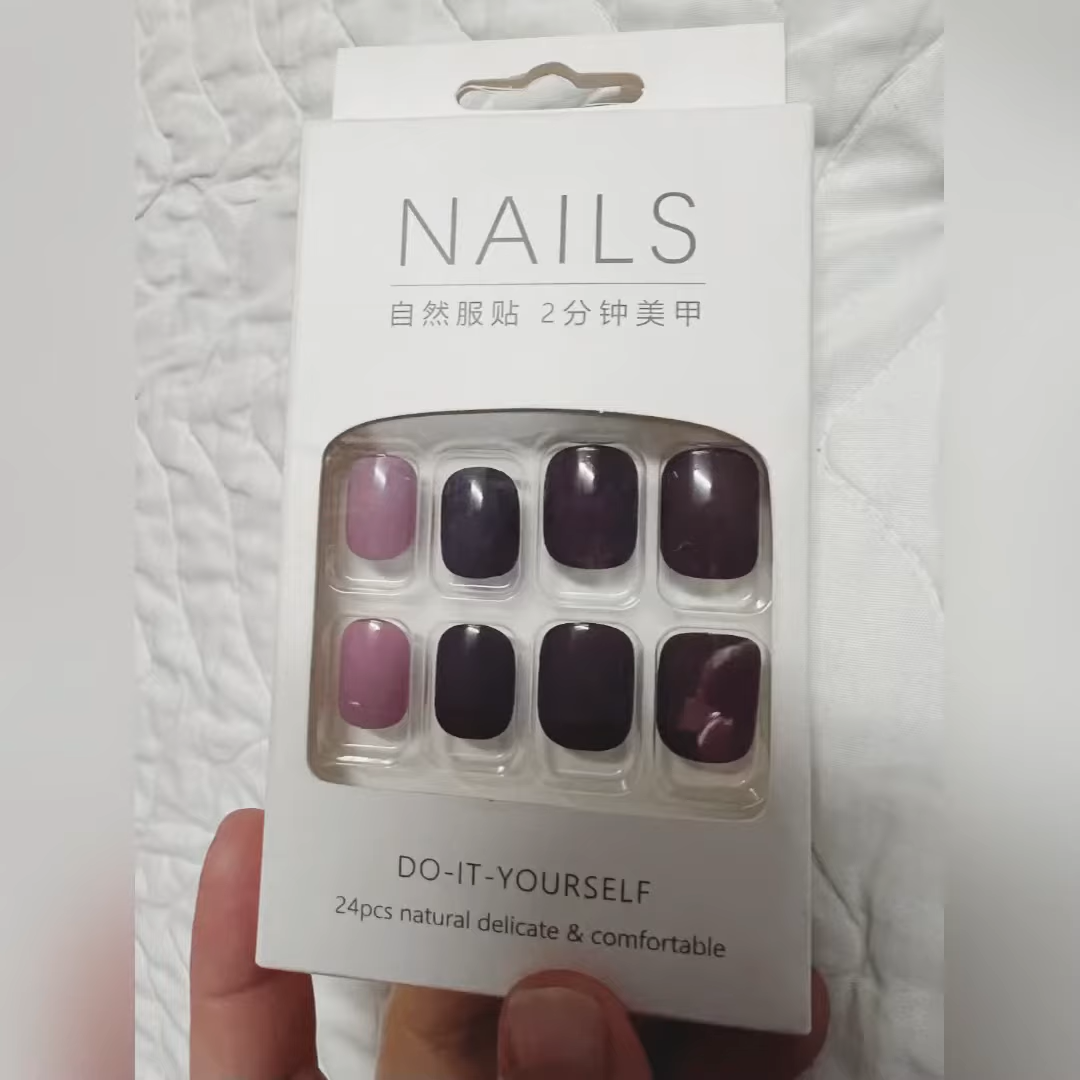 NAILS
自然服贴 2分钟美甲
DO-IT-YOURSELF
24pcs natural delicate & comfortable